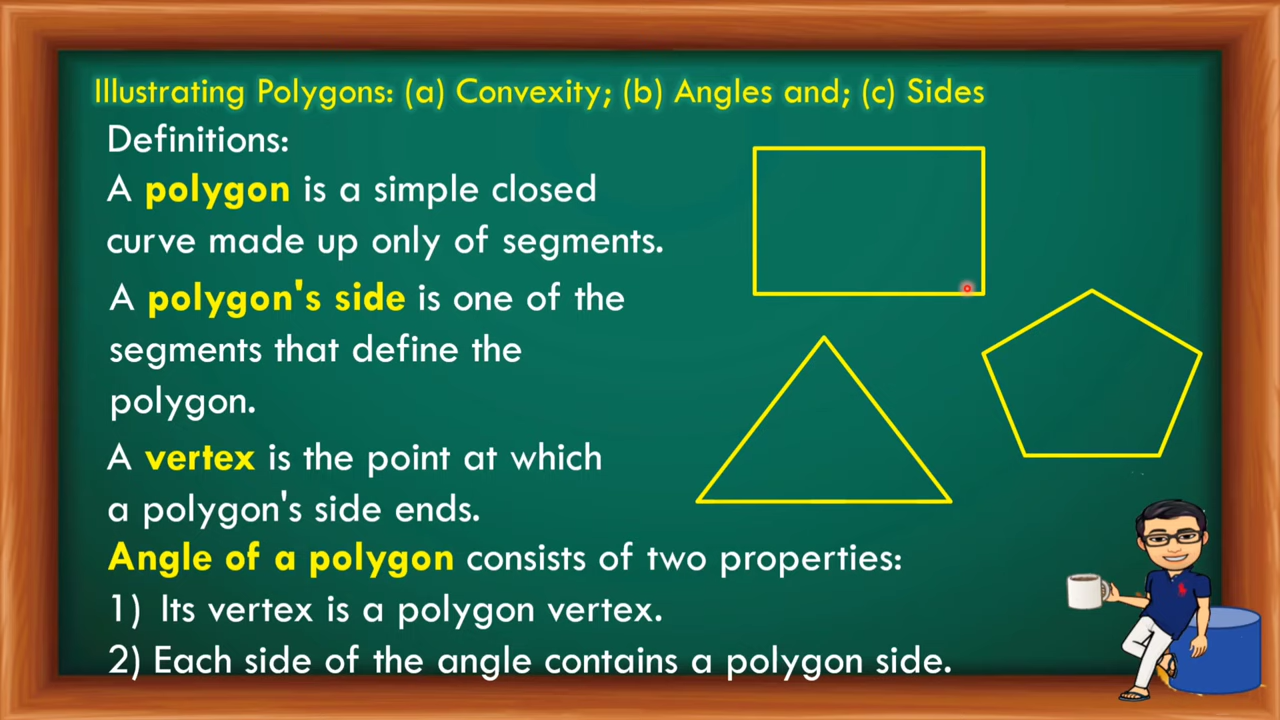 Illustrating Polygons: (a) Convexity; (b) Angles and; (c) Sides
Definitions:
A polygon is a simple closed
curve made up only of segments.
A polygon's side is one of the
segments that define the
polygon.
A vertex is the point at which
a polygon's side ends.
Angle of a polygon consists of two properties:
1) Its vertex is a polygon vertex.
2) Each side of the angle contains a polygon side.